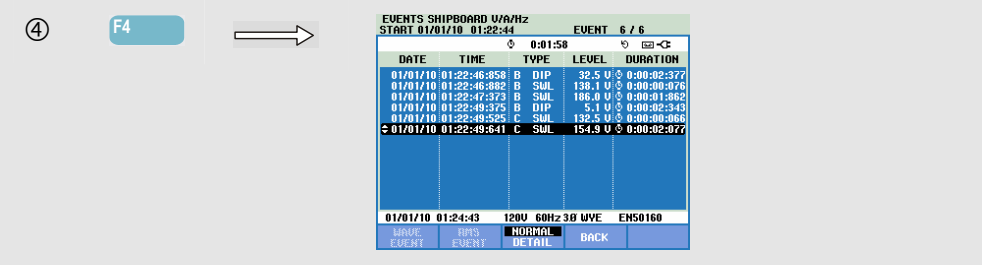 ④ F4
EVENTS SHIPBOARD V/A/Hz
START 01/01/10 01:22:44 EVENT 6 / 6
0:01:58
DATE TIME TYPE LEVEL DURATION
01/01/10 01:22:46:858 B DIP 32.5 V 0:00:02:377
01/01/10 01:22:46:882 B SWL 138.1 V 0:00:00:076
01/01/10 01:22:47:373 B SWL 186.0 V 0:00:01:862
01/01/10 01:22:49:375 B DIP 5.1 V 0:00:02:343
01/01/10 01:22:49:525 C SWL 132.5 V 0:00:00:066
01/01/10 01:22:49:641 C SWL 154.9 V 0:00:02:077
01/01/10 01:24:43 120V 60Hz 3Ø WYE EN50160
WAVE EVENT RMS EVENT NORMAL DETAIL BACK